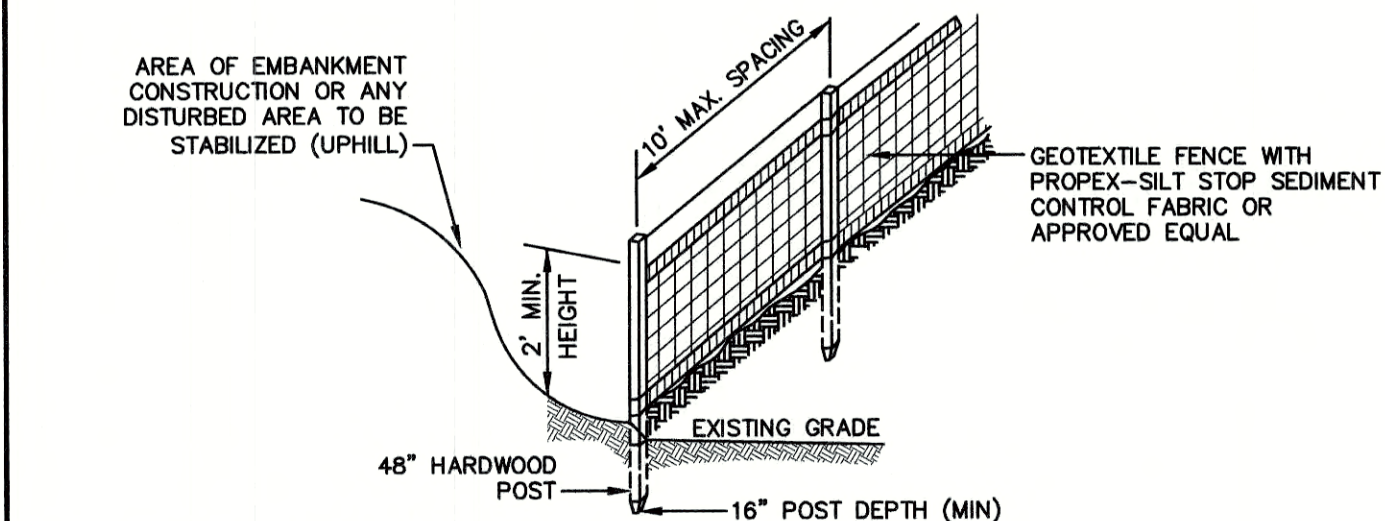 AREA OF EMBANKMENT
CONSTRUCTION OR ANY
DISTURBED AREA TO BE
STABILIZED (UPHILL)
10' MAX. SPACING
GEOTEXTILE FENCE WITH
PROPEX-SILT STOP SEDIMENT
CONTROL FABRIC OR
APPROVED EQUAL
2' MIN.
HEIGHT
EXISTING GRADE
48" HARDWOOD
POST
16" POST DEPTH (MIN)